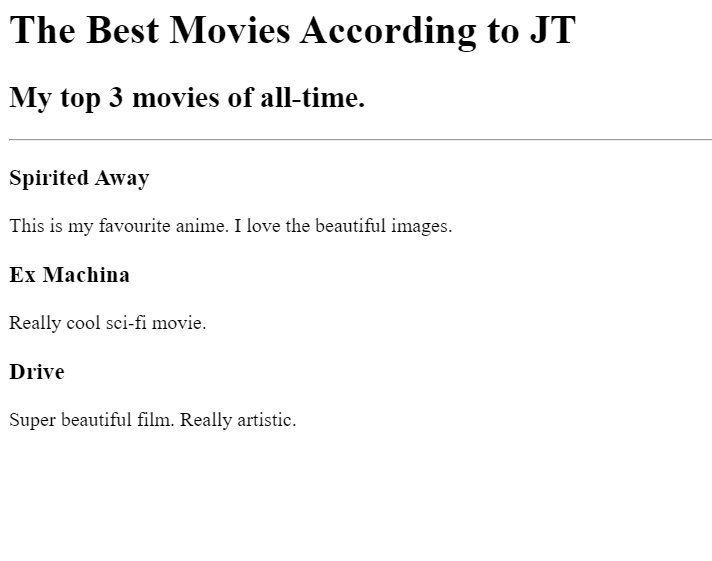 The Best Movies According to JT
My top 3 movies of all-time.
Spirited Away
This is my favourite anime. I love the beautiful images.
Ex Machina
Really cool sci-fi movie.
Drive
Super beautiful film. Really artistic.